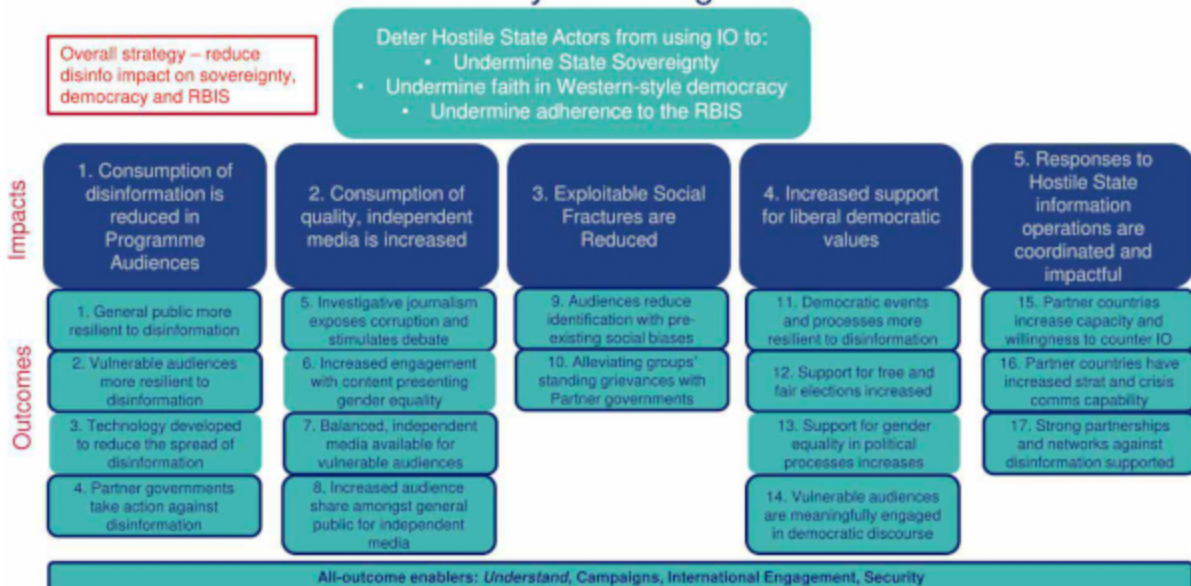 Overall strategy – reduce
disinfo impact on sovereignty,
democracy and RBIS
Deter Hostile State Actors from using IO to:
• Undermine State Sovereignty
• Undermine faith in Western-style democracy
• Undermine adherence to the RBIS
Impacts
1. Consumption of
disinformation is
reduced in
Programme
Audiences
2. Consumption of
quality, independent
media is increased
3. Exploitable Social
Fractures are
Reduced
4. Increased support
for liberal democratic
values
5. Responses to
Hostile State
information
operations are
coordinated and
impactful
Outcomes
1. General public more
resilient to disinformation
2. Vulnerable audiences
more resilient to
disinformation
3. Technology developed
to reduce the spread of
disinformation
4. Partner governments
take action against
disinformation
5. Investigative journalism
exposes corruption and
stimulates debate
6. Increased engagement
with content presenting
gender equality
7. Balanced, independent
media available for
vulnerable audiences
8. Increased audience
share amongst general
public for independent
media
9. Audiences reduce
identification with pre-
existing social biases
10. Alleviating groups'
standing grievances with
Partner governments
11. Democratic events
and processes more
resilient to disinformation
12. Support for free and
fair elections increased
13. Support for gender
equality in political
processes increases
14. Vulnerable audiences
are meaningfully engaged
in democratic discourse
15. Partner countries
increase capacity and
willingness to counter IO
16. Partner countries have
increased strat and crisis
comms capability
17. Strong partnerships
and networks against
disinformation supported
All-outcome enablers: Understand, Campaigns, International Engagement, Security